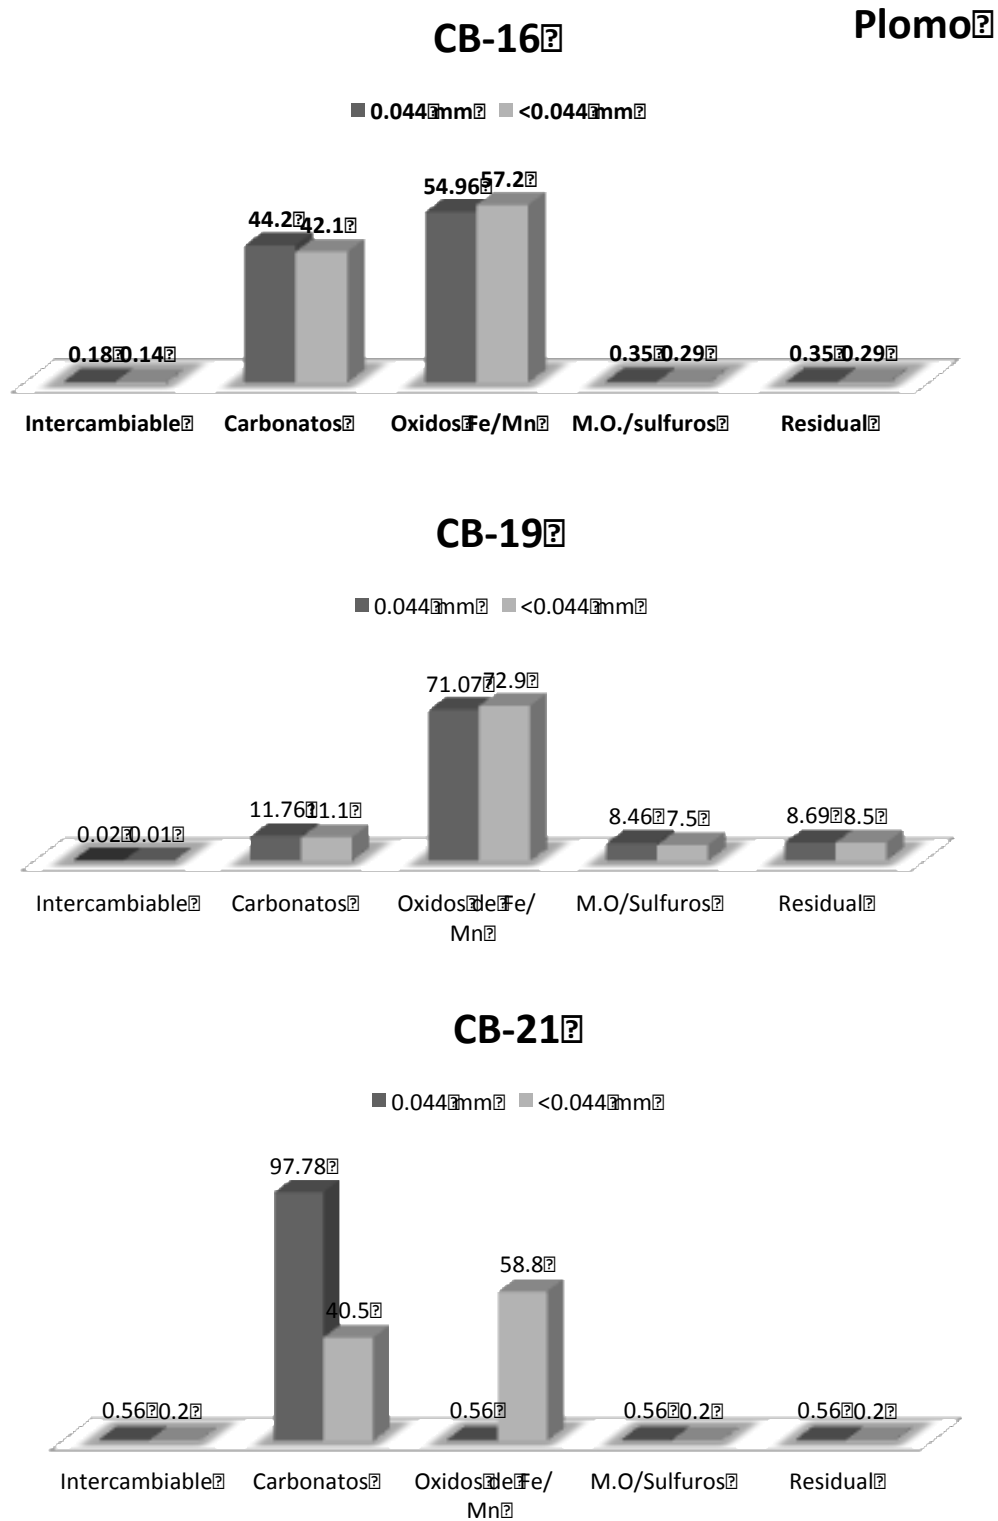 Plomo
CB-16
0.044 mm <0.044 mm
44.2 42.1 54.96 57.2
0.18 0.14 0.35 0.29 0.35 0.29
Intercambiable Carbonatos Oxidos Fe/Mn M.O./sulfuros Residual
CB-19
0.044 mm <0.044 mm
71.07 72.9
0.02 0.01 11.76 11.1 8.46 7.5 8.69 8.5
Intercambiable Carbonatos Oxidos de Fe/ M.O/Sulfuros Residual
Mn
CB-21
0.044 mm <0.044 mm
97.78
58.8
40.5
0.56 0.2 0.56 0.56 0.2 0.56 0.2
Intercambiable Carbonatos Oxidos de Fe/ M.O/Sulfuros Residual
Mn